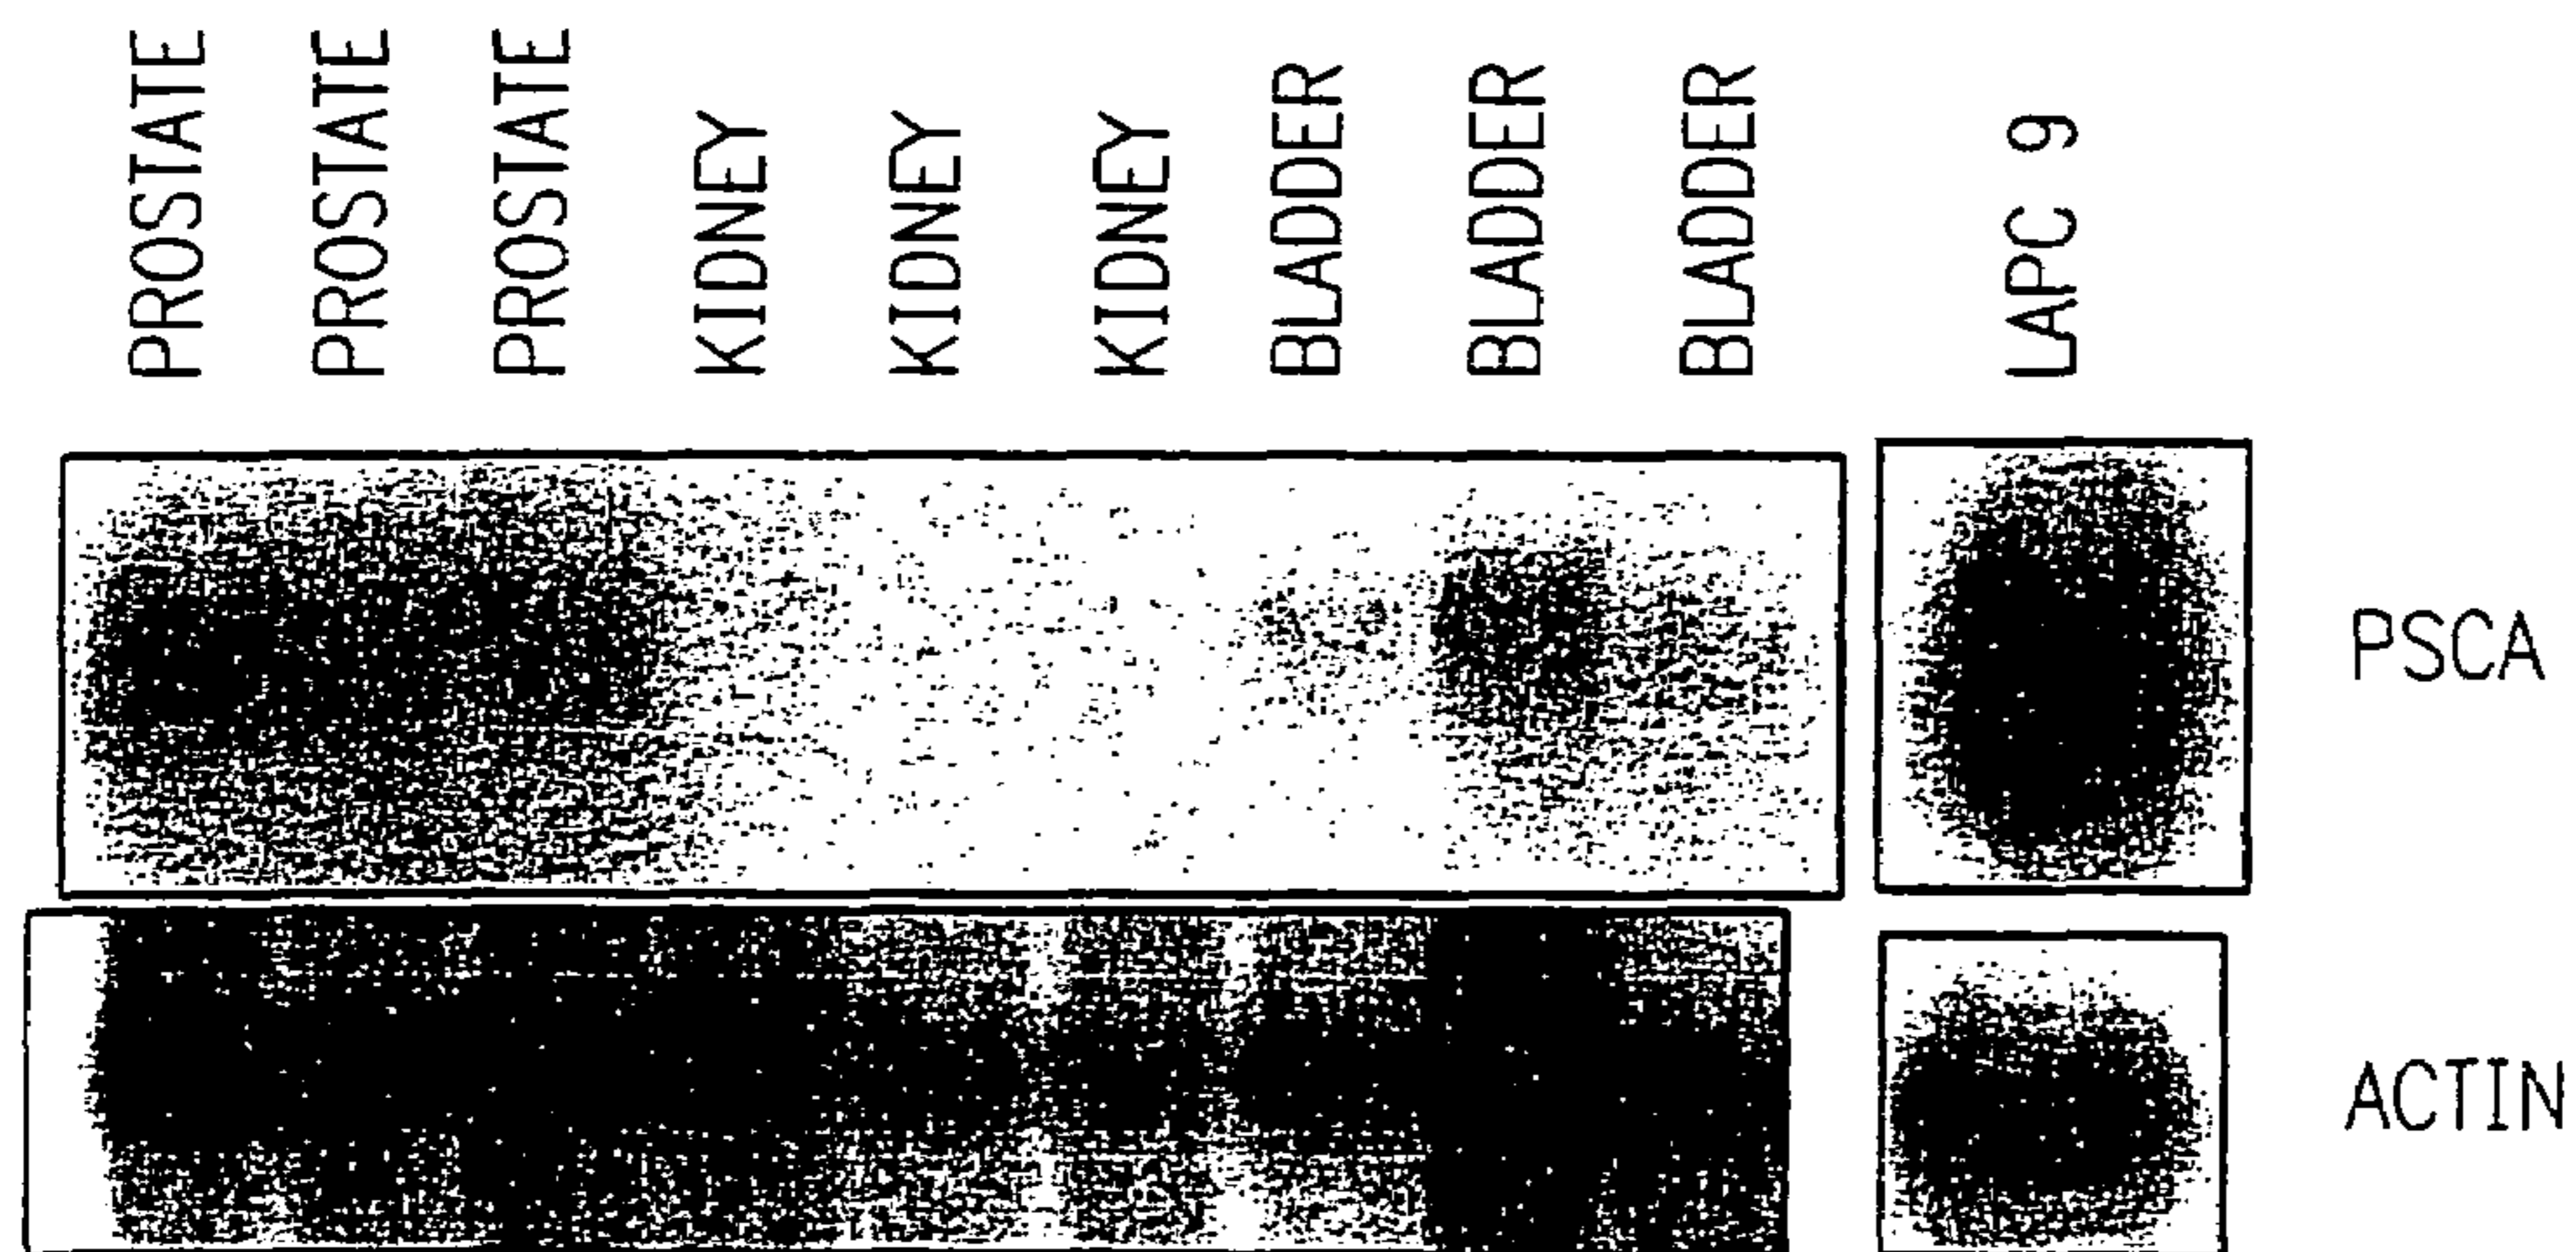 PROSTATE
PROSTATE
PROSTATE
KIDNEY
KIDNEY
KIDNEY
BLADDER
BLADDER
BLADDER
LAPC 9
PSCA
ACTIN